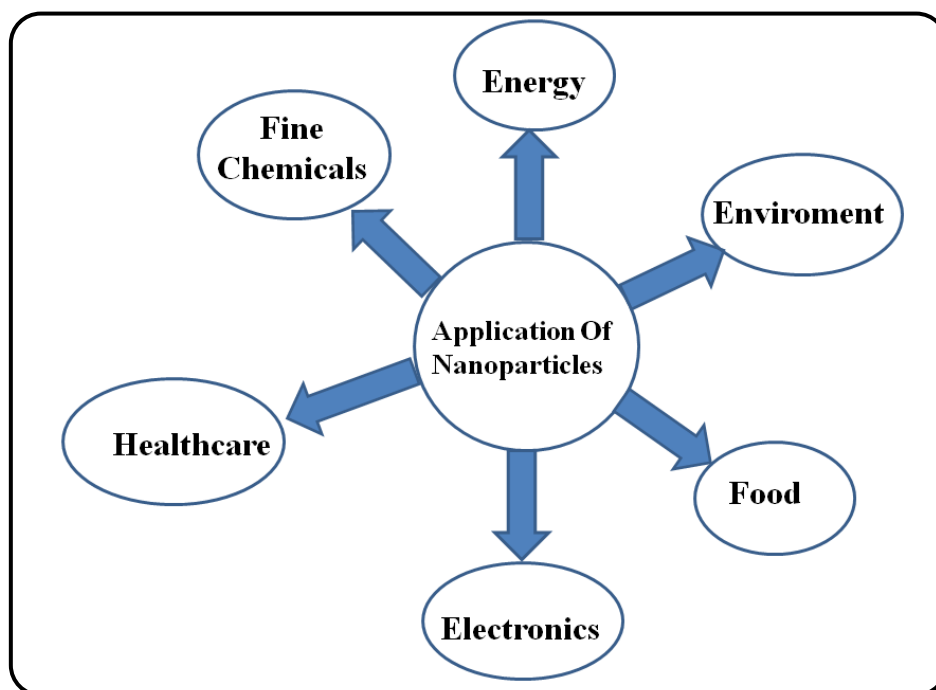 Energy
Fine
Chemicals
Enviroment
Application Of
Nanoparticles
Healthcare
Food
Electronics